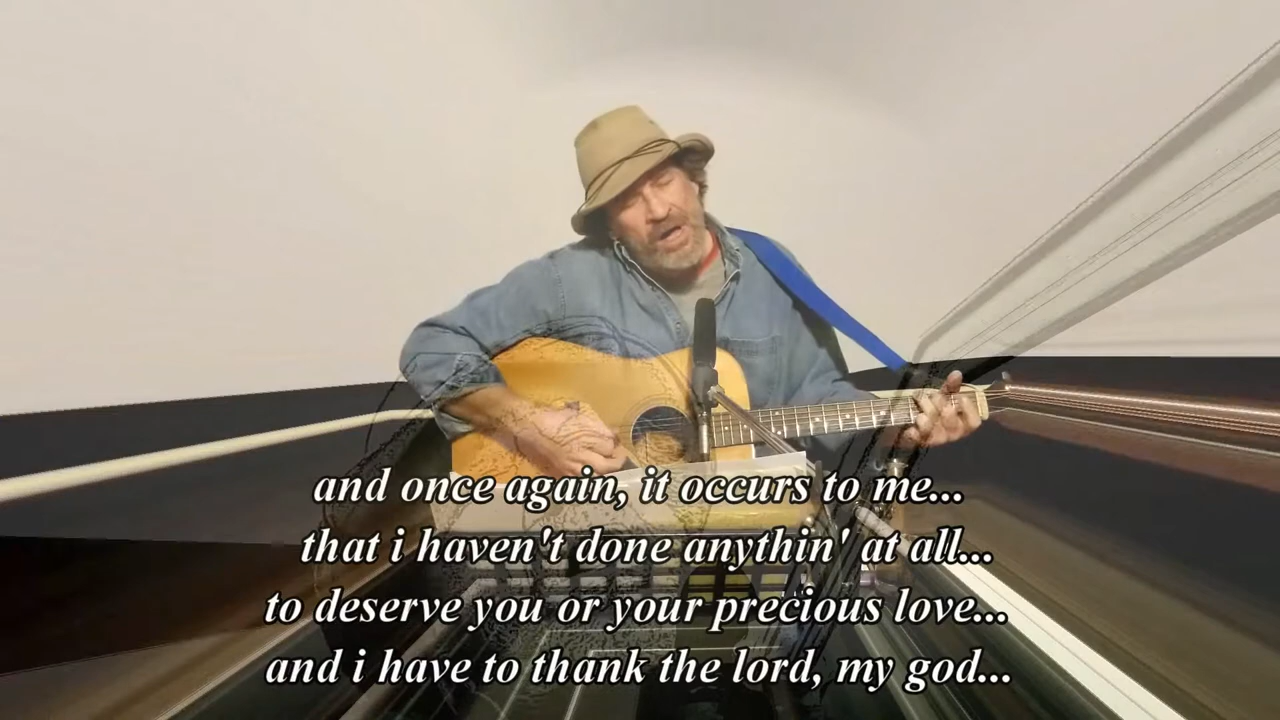 and once again, it occurs to me...
that i haven't done anythin' at all...
to deserve you or your precious love...
and i have to thank the lord, my god...